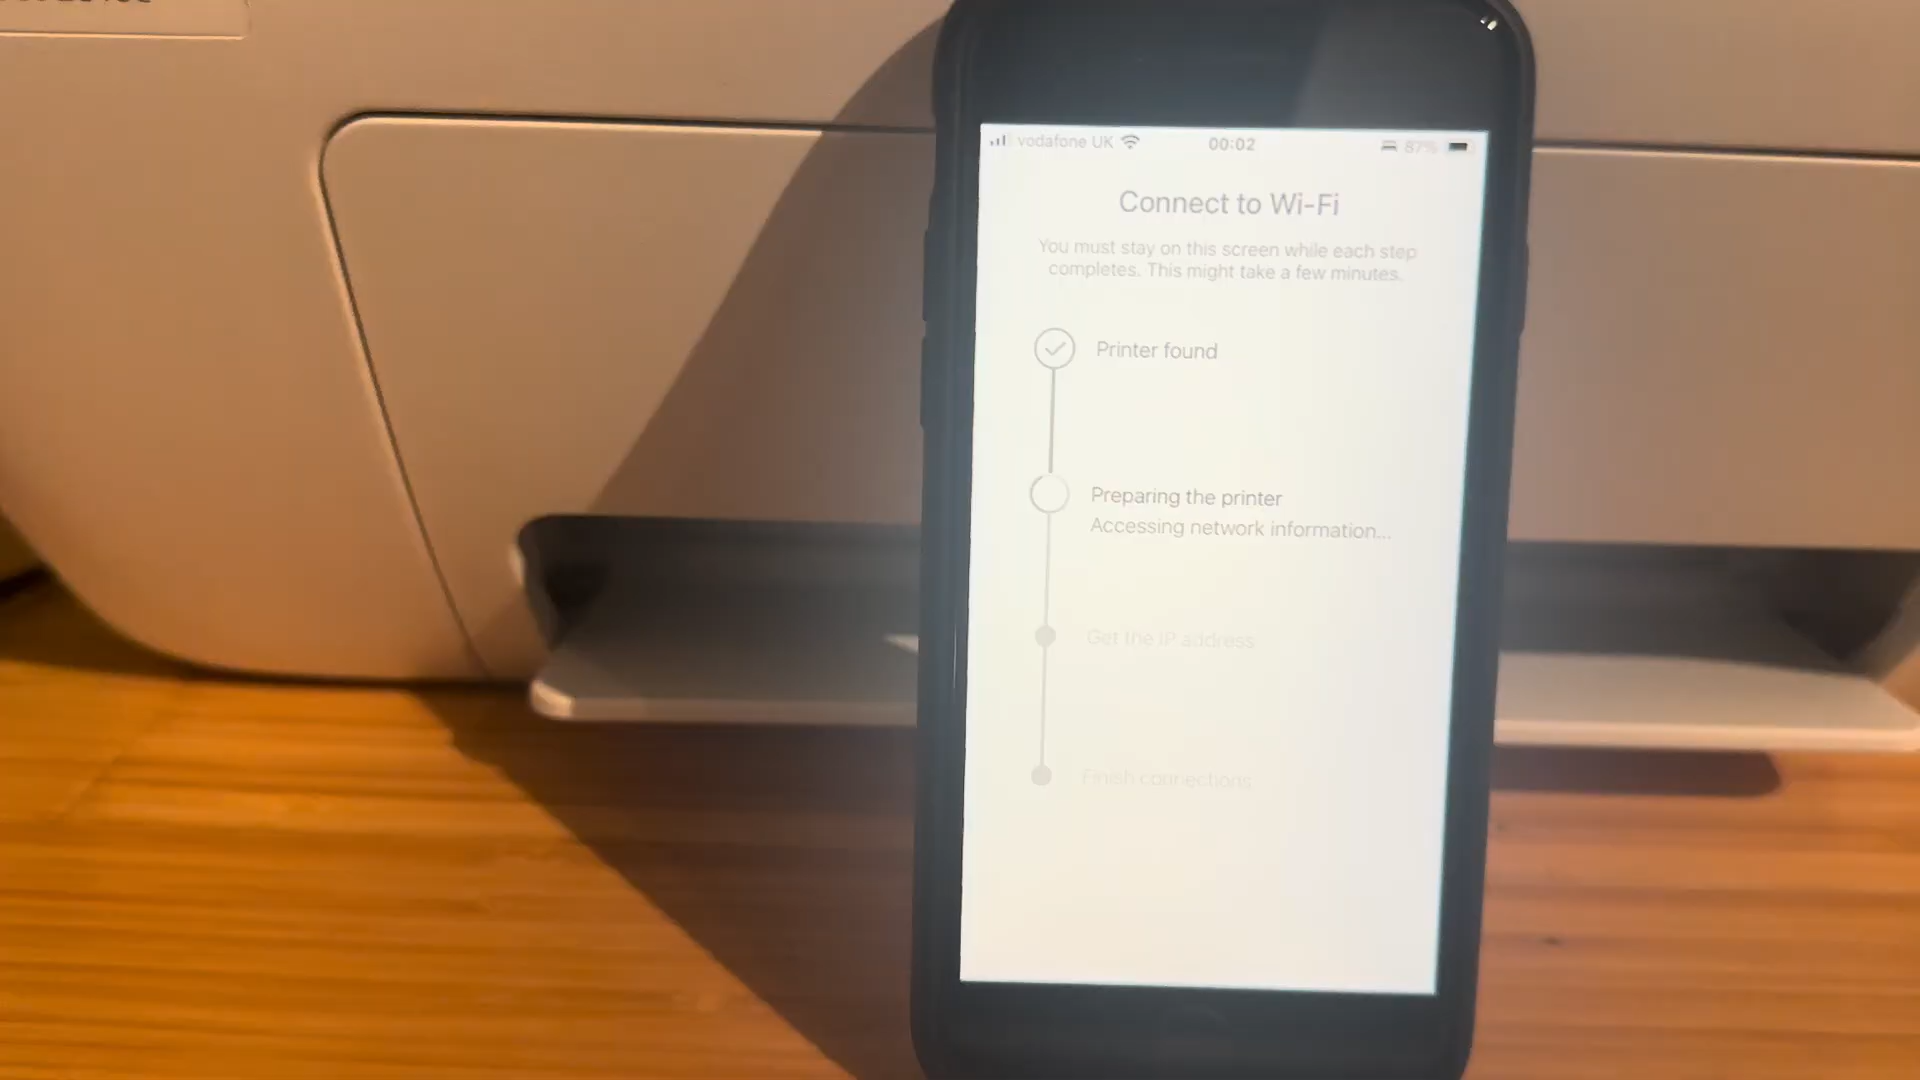 vodafone UK
00:02
87%
Connect to Wi-Fi
You must stay on this screen while each step
completes. This might take a few minutes.
Printer found
Preparing the printer
Accessing network information...
Get the IP address
Finish connections